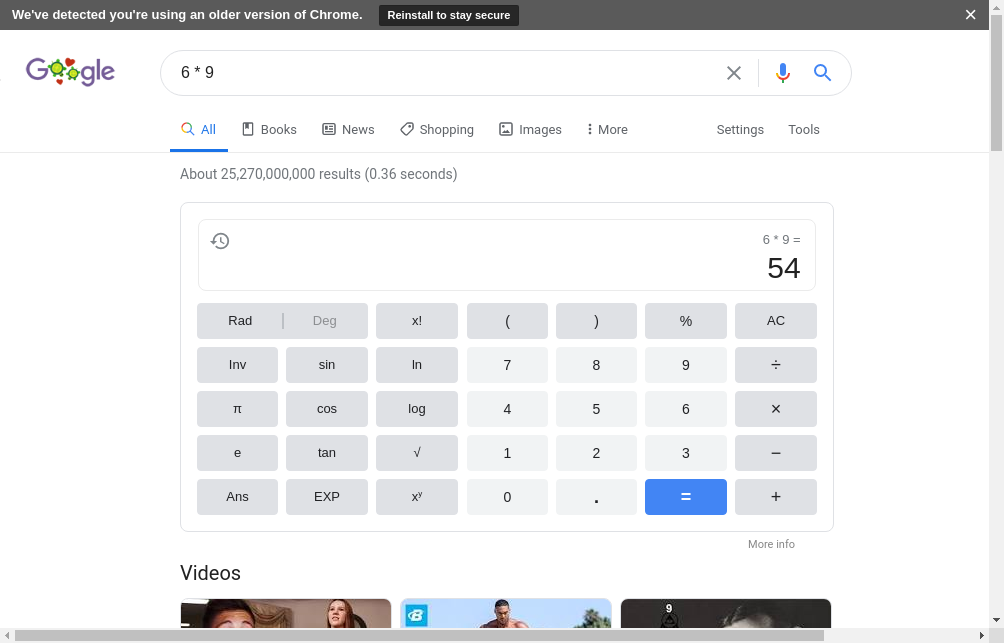 We've detected you're using an older version of Chrome. Reinstall to stay secure
Google
6 * 9
All Books News Shopping Images More Settings Tools
About 25,270,000,000 results (0.36 seconds)
6 * 9 =
54
Rad Deg x! ( ) % AC
Inv sin ln 7 8 9 ÷
π cos log 4 5 6 ×
e tan √ 1 2 3 −
Ans EXP xʸ 0 . = +
More info
Videos
B 9